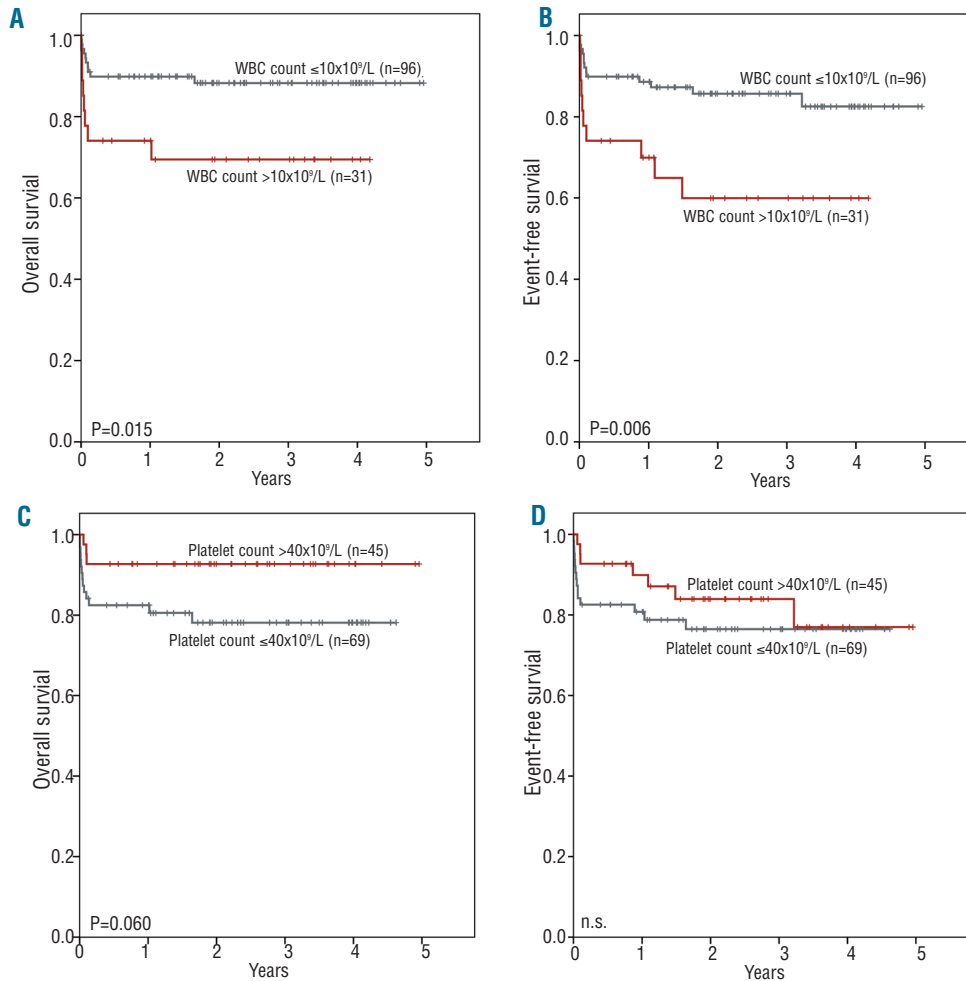 A
Overall survial
1.0
0.8
0.6
0.4
0.2
0.0
WBC count ≤10x10⁹/L (n=96)
WBC count >10x10⁹/L (n=31)
P=0.015
0 1 2 3 4 5
Years
B
Event-free survial
1.0
0.8
0.6
0.4
0.2
0.0
WBC count ≤10x10⁹/L (n=96)
WBC count >10x10⁹/L (n=31)
P=0.006
0 1 2 3 4 5
Years
C
Overall survial
1.0
0.8
0.6
0.4
0.2
0.0
Platelet count >40x10⁹/L (n=45)
Platelet count ≤40x10⁹/L (n=69)
P=0.060
0 1 2 3 4 5
Years
D
Event-free survial
1.0
0.8
0.6
0.4
0.2
0.0
Platelet count >40x10⁹/L (n=45)
Platelet count ≤40x10⁹/L (n=69)
n.s.
0 1 2 3 4 5
Years